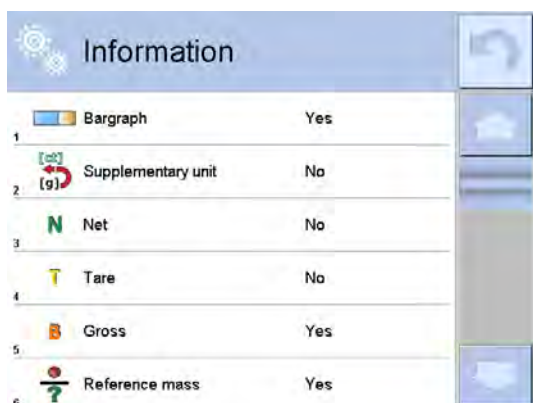 Information
1 Bargraph Yes
[ct]
[g]
2 Supplementary unit No
3 N Net No
4 T Tare No
5 B Gross Yes
6 ? Reference mass Yes